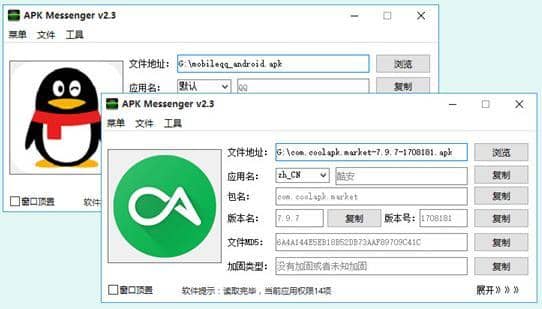 APK Messenger v2.3
菜单 文件 工具
文件地址： G:\mobileqq_android.apk 浏览
应用名： 默认 QQ 复制
窗口顶置 软件
APK Messenger v2.3
菜单 文件 工具
文件地址： G:\com.coolapk.market-7.9.7-1708181.apk 浏览
应用名： zh_CN 酷安 复制
包名： com.coolapk.market 复制
版本名： 7.9.7 复制 版本号： 1708181 复制
文件MD5： 6A4A144E5EB18B52DB73AAF89709C41C 复制
加固类型： 没有加固或者未知加固 复制
窗口顶置 软件提示：读取完毕，当前应用权限14项 展开》》》